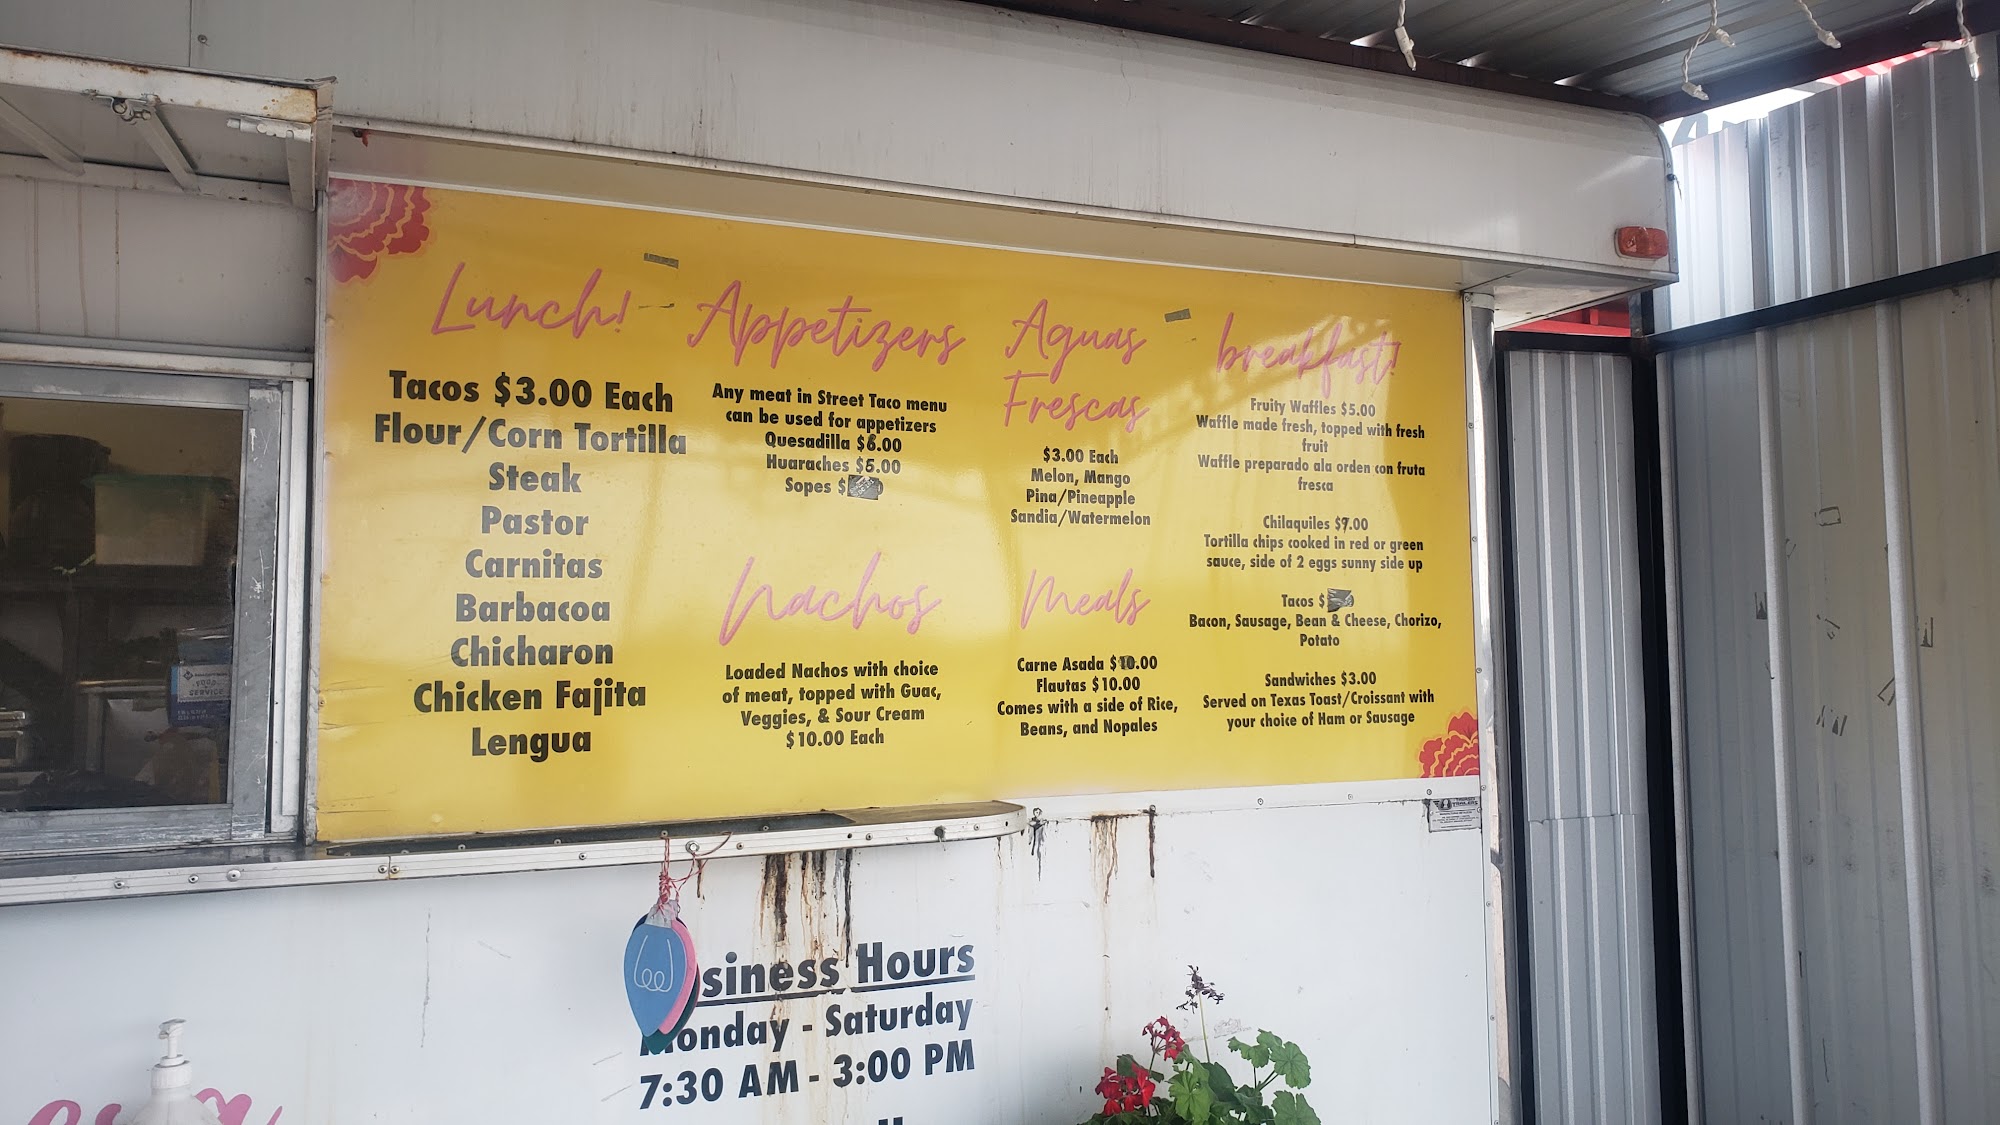 Lunch!
Tacos $3.00 Each
Flour/Corn Tortilla
Steak
Pastor
Carnitas
Barbacoa
Chicharon
Chicken Fajita
Lengua
Appetizers
Any meat in Street Taco menu
can be used for appetizers
Quesadilla $6.00
Huaraches $5.00
Sopes $
Nachos
Loaded Nachos with choice
of meat, topped with Guac,
Veggies, & Sour Cream
$10.00 Each
Aguas
Frescas
$3.00 Each
Melon, Mango
Pina/Pineapple
Sandia/Watermelon
Meals
Carne Asada $10.00
Flautas $10.00
Comes with a side of Rice,
Beans, and Nopales
breakfast!
Fruity Waffles $5.00
Waffle made fresh, topped with fresh
fruit
Waffle preparado ala orden con fruta
fresca
Chilaquiles $7.00
Tortilla chips cooked in red or green
sauce, side of 2 eggs sunny side up
Tacos $
Bacon, Sausage, Bean & Cheese, Chorizo,
Potato
Sandwiches $3.00
Served on Texas Toast/Croissant with
your choice of Ham or Sausage
siness Hours
Monday - Saturday
7:30 AM - 3:00 PM